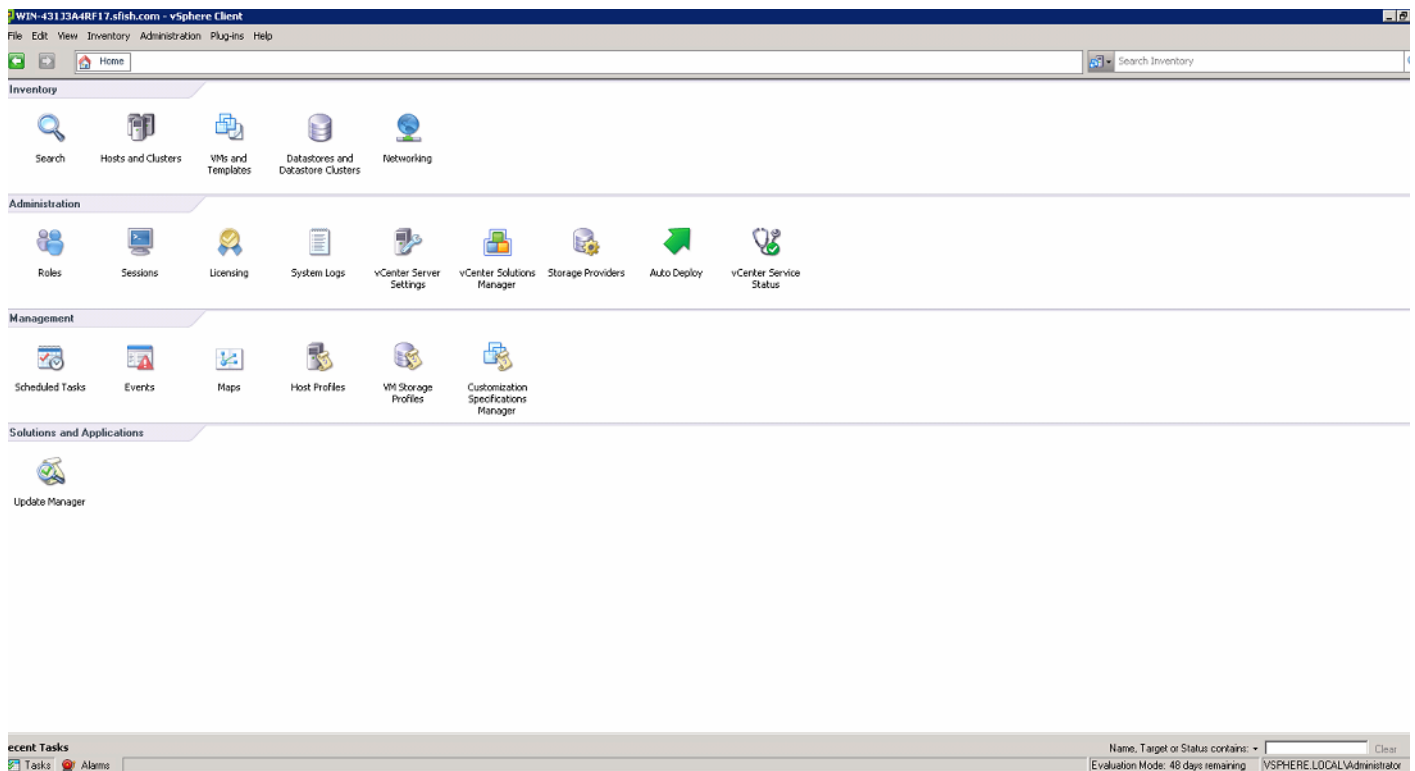 WIN-431J3A4RF17.sfish.com - vSphere Client
File Edit View Inventory Administration Plug-ins Help
Home
Search Inventory
Inventory
Search
Hosts and Clusters
VMs and
Templates
Datastores and
Datastore Clusters
Networking
Administration
Roles
Sessions
Licensing
System Logs
vCenter Server
Settings
vCenter Solutions
Manager
Storage Providers
Auto Deploy
vCenter Service
Status
Management
Scheduled Tasks
Events
Maps
Host Profiles
VM Storage
Profiles
Customization
Specifications
Manager
Solutions and Applications
Update Manager
ecent Tasks
Name, Target or Status contains:
Clear
Tasks
Alarms
Evaluation Mode: 48 days remaining
VSPHERE.LOCAL\Administrator